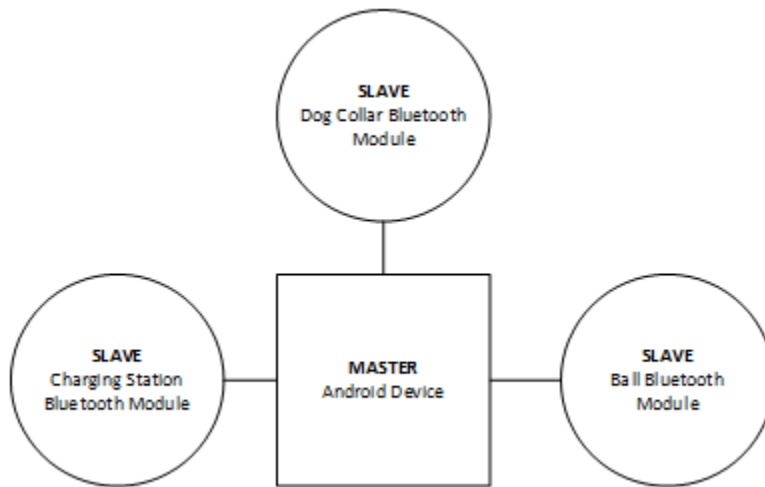 SLAVE
Dog Collar Bluetooth
Module
SLAVE
Charging Station
Bluetooth Module
MASTER
Android Device
SLAVE
Ball Bluetooth
Module